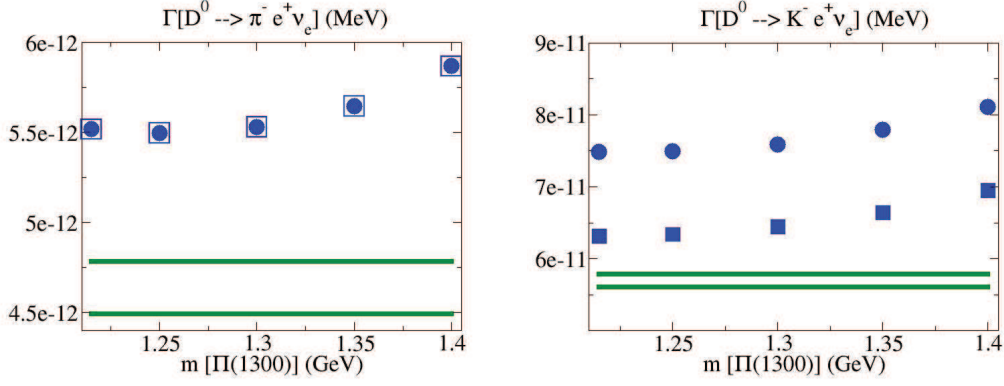 Γ[D⁰ --> π⁻ e⁺ νₑ] (MeV)
6e-12
5.5e-12
5e-12
4.5e-12
1.25 1.3 1.35 1.4
m [Π(1300)] (GeV)
Γ[D⁰ --> K⁻ e⁺ νₑ] (MeV)
9e-11
8e-11
7e-11
6e-11
1.25 1.3 1.35 1.4
m [Π(1300)] (GeV)